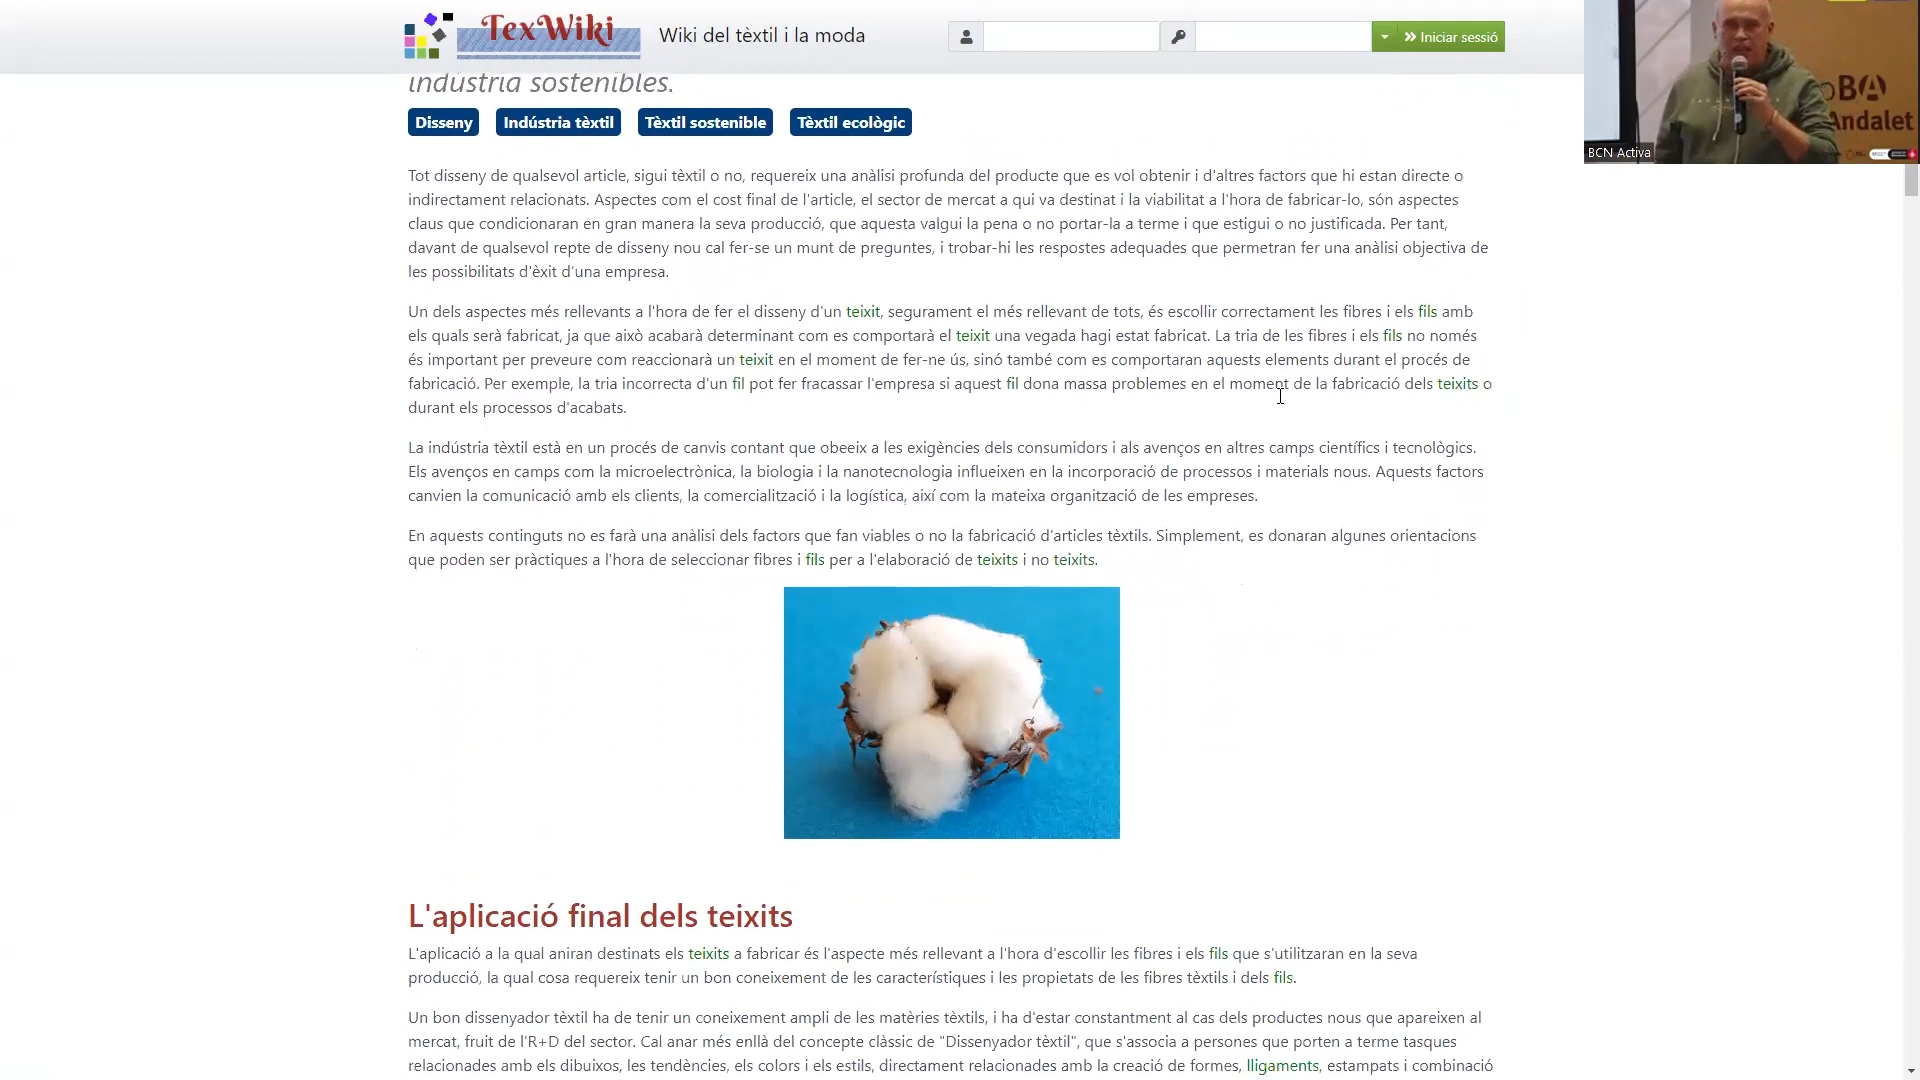 TexWiki
Wiki del tèxtil i la moda
Iniciar sessió
indústria sostenibles.
Disseny
Indústria tèxtil
Tèxtil sostenible
Tèxtil ecològic
BA
Andalet
BCN Activa
Tot disseny de qualsevol article, sigui tèxtil o no, requereix una anàlisi profunda del producte que es vol obtenir i d'altres factors que hi estan directe o
indirectament relacionats. Aspectes com el cost final de l'article, el sector de mercat a qui va destinat i la viabilitat a l'hora de fabricar-lo, són aspectes
claus que condicionaran en gran manera la seva producció, que aquesta valgui la pena o no portar-la a terme i que estigui o no justificada. Per tant,
davant de qualsevol repte de disseny nou cal fer-se un munt de preguntes, i trobar-hi les respostes adequades que permetran fer una anàlisi objectiva de
les possibilitats d'èxit d'una empresa.
Un dels aspectes més rellevants a l'hora de fer el disseny d'un teixit, segurament el més rellevant de tots, és escollir correctament les fibres i els fils amb
els quals serà fabricat, ja que això acabarà determinant com es comportarà el teixit una vegada hagi estat fabricat. La tria de les fibres i els fils no només
és important per preveure com reaccionarà un teixit en el moment de fer-ne ús, sinó també com es comportaran aquests elements durant el procés de
fabricació. Per exemple, la tria incorrecta d'un fil pot fer fracassar l'empresa si aquest fil dona massa problemes en el moment de la fabricació dels teixits o
durant els processos d'acabats.
La indústria tèxtil està en un procés de canvis contant que obeeix a les exigències dels consumidors i als avenços en altres camps científics i tecnològics.
Els avenços en camps com la microelectrònica, la biologia i la nanotecnologia influeixen en la incorporació de processos i materials nous. Aquests factors
canvien la comunicació amb els clients, la comercialització i la logística, així com la mateixa organització de les empreses.
En aquests continguts no es farà una anàlisi dels factors que fan viables o no la fabricació d'articles tèxtils. Simplement, es donaran algunes orientacions
que poden ser pràctiques a l'hora de seleccionar fibres i fils per a l'elaboració de teixits i no teixits.
L'aplicació final dels teixits
L'aplicació a la qual aniran destinats els teixits a fabricar és l'aspecte més rellevant a l'hora d'escollir les fibres i els fils que s'utilitzaran en la seva
producció, la qual cosa requereix tenir un bon coneixement de les característiques i les propietats de les fibres tèxtils i dels fils.
Un bon dissenyador tèxtil ha de tenir un coneixement ampli de les matèries tèxtils, i ha d'estar constantment al cas dels productes nous que apareixen al
mercat, fruit de l'R+D del sector. Cal anar més enllà del concepte clàssic de "Dissenyador tèxtil", que s'associa a persones que porten a terme tasques
relacionades amb els dibuixos, les tendències, els colors i els estils, directament relacionades amb la creació de formes, lligaments, estampats i combinació